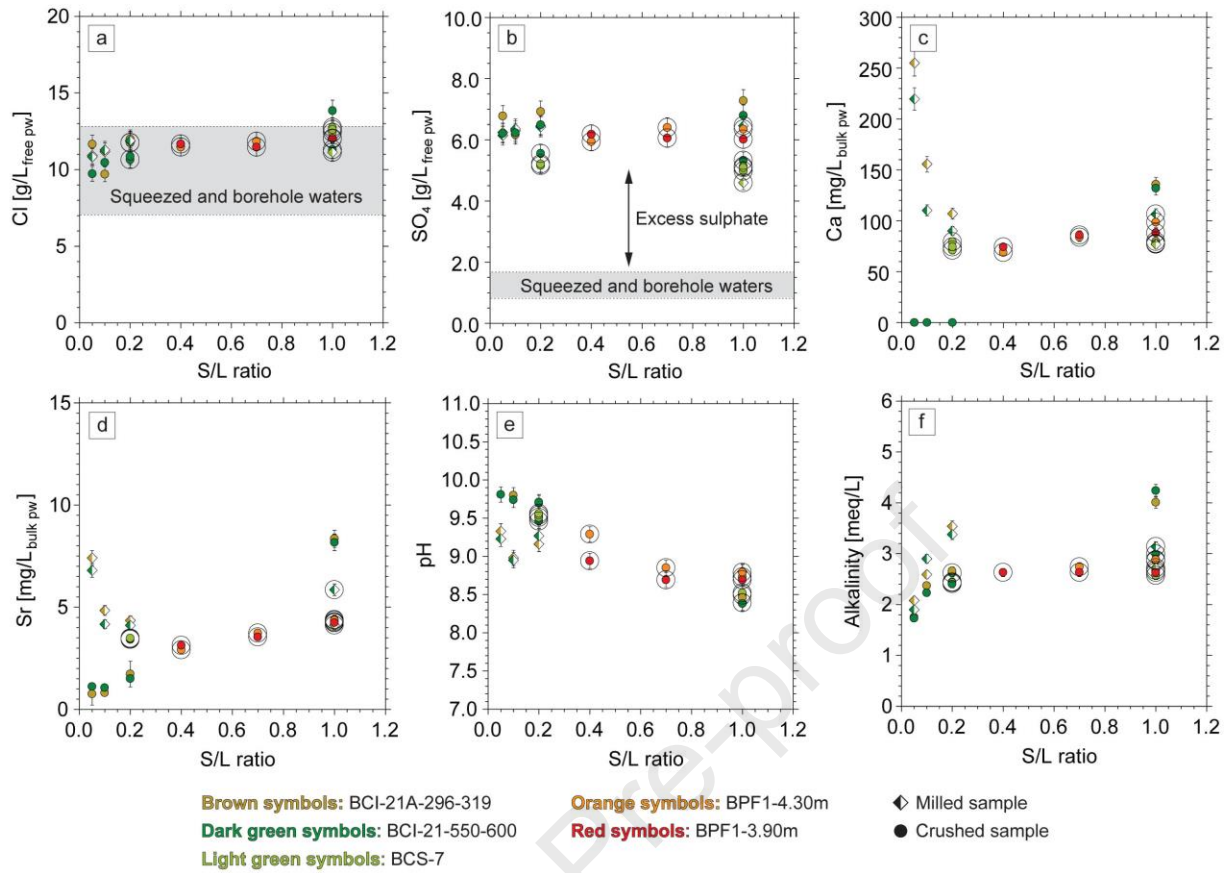 a
20
15
10
5
0
Cl [g/L free pw]
Squeezed and borehole waters
0.0 0.2 0.4 0.6 0.8 1.0 1.2
S/L ratio
b
10.0
8.0
6.0
4.0
2.0
0.0
SO4 [g/L free pw]
Excess sulphate
Squeezed and borehole waters
0.0 0.2 0.4 0.6 0.8 1.0 1.2
S/L ratio
c
300
250
200
150
100
50
0
Ca [mg/L bulk pw]
0.0 0.2 0.4 0.6 0.8 1.0 1.2
S/L ratio
d
15
10
5
0
Sr [mg/L bulk pw]
0.0 0.2 0.4 0.6 0.8 1.0 1.2
S/L ratio
e
11.0
10.5
10.0
9.5
9.0
8.5
8.0
7.5
7.0
pH
0.0 0.2 0.4 0.6 0.8 1.0 1.2
S/L ratio
f
6
5
4
3
2
1
0
Alkalinity [meq/L]
0.0 0.2 0.4 0.6 0.8 1.0 1.2
S/L ratio
Pre-proof
Brown symbols: BCI-21A-296-319
Dark green symbols: BCI-21-550-600
Light green symbols: BCS-7
Orange symbols: BPF1-4.30m
Red symbols: BPF1-3.90m
Milled sample
Crushed sample